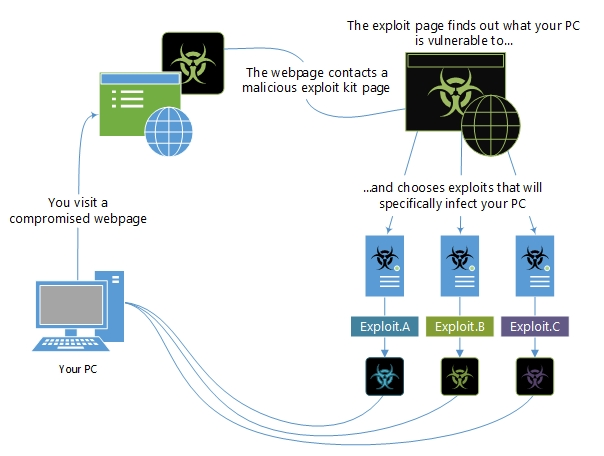 The exploit page finds out what your PC
is vulnerable to...
The webpage contacts a
malicious exploit kit page
You visit a
compromised webpage
...and chooses exploits that will
specifically infect your PC
Exploit.A
Exploit.B
Exploit.C
Your PC